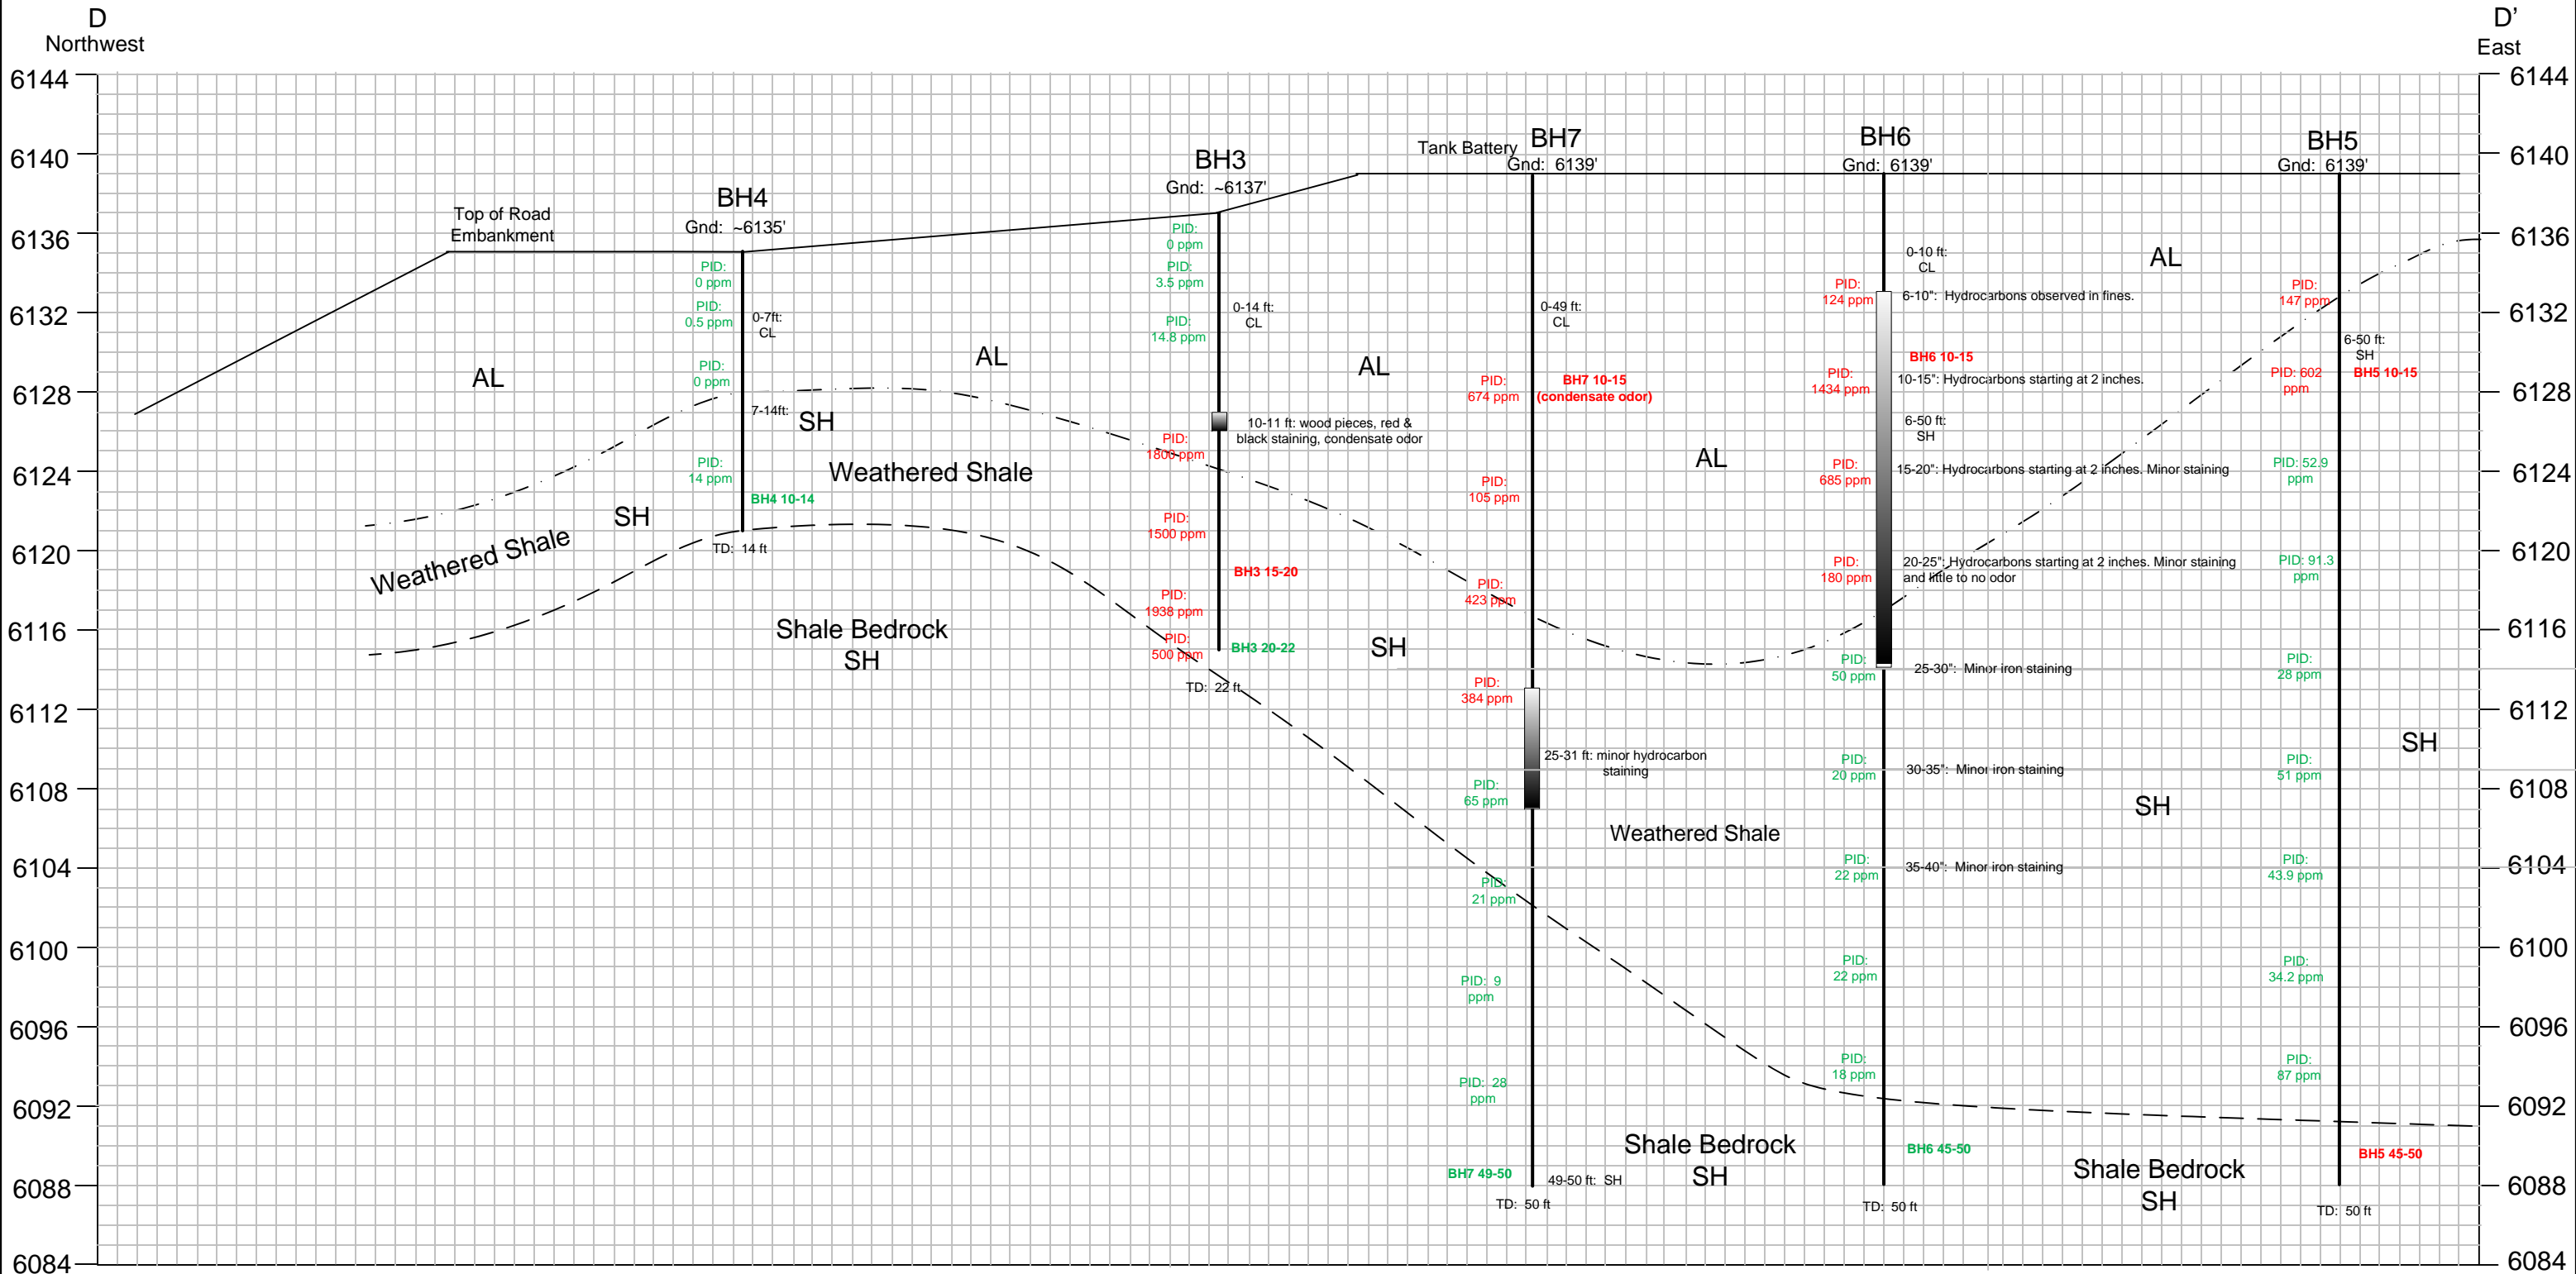 D
Northwest
D'
East
6144
6140
6136
6132
6128
6124
6120
6116
6112
6108
6104
6100
6096
6092
6088
6084
Top of Road
Embankment
AL
SH
Weathered Shale
BH4
Gnd: ~6135'
PID:
0 ppm
PID:
0.5 ppm
0-7ft:
CL
PID:
0 ppm
7-14ft:
SH
PID:
14 ppm
BH4 10-14
TD: 14 ft
AL
Weathered Shale
Shale Bedrock
SH
BH3
Gnd: ~6137'
PID:
0 ppm
PID:
3.5 ppm
0-14 ft:
CL
PID:
14.8 ppm
10-11 ft: wood pieces, red &
black staining, condensate odor
PID:
1800 ppm
PID:
1500 ppm
BH3 15-20
PID:
1938 ppm
PID:
500 ppm
BH3 20-22
TD: 22 ft
AL
SH
Tank Battery
BH7
Gnd: 6139'
0-49 ft:
CL
PID:
674 ppm
BH7 10-15
(condensate odor)
PID:
105 ppm
PID:
423 ppm
PID:
384 ppm
25-31 ft: minor hydrocarbon
staining
PID:
65 ppm
PID:
21 ppm
PID: 9
ppm
PID: 28
ppm
BH7 49-50
49-50 ft: SH
TD: 50 ft
AL
Weathered Shale
Shale Bedrock
SH
BH6
Gnd: 6139'
0-10 ft:
CL
PID:
124 ppm
6-10": Hydrocarbons observed in fines.
BH6 10-15
PID:
1434 ppm
10-15": Hydrocarbons starting at 2 inches.
6-50 ft:
SH
PID:
685 ppm
15-20": Hydrocarbons starting at 2 inches. Minor staining
PID:
180 ppm
20-25": Hydrocarbons starting at 2 inches. Minor staining
and little to no odor
PID:
50 ppm
25-30": Minor iron staining
PID:
20 ppm
30-35": Minor iron staining
PID:
22 ppm
35-40": Minor iron staining
PID:
22 ppm
PID:
18 ppm
BH6 45-50
TD: 50 ft
AL
SH
Shale Bedrock
SH
BH5
Gnd: 6139'
PID:
147 ppm
6-50 ft:
SH
PID: 602
ppm
BH5 10-15
PID: 52.9
ppm
PID: 91.3
ppm
PID:
28 ppm
PID:
51 ppm
SH
PID:
43.9 ppm
PID:
34.2 ppm
PID:
87 ppm
BH5 45-50
TD: 50 ft
6144
6140
6136
6132
6128
6124
6120
6116
6112
6108
6104
6100
6096
6092
6088
6084